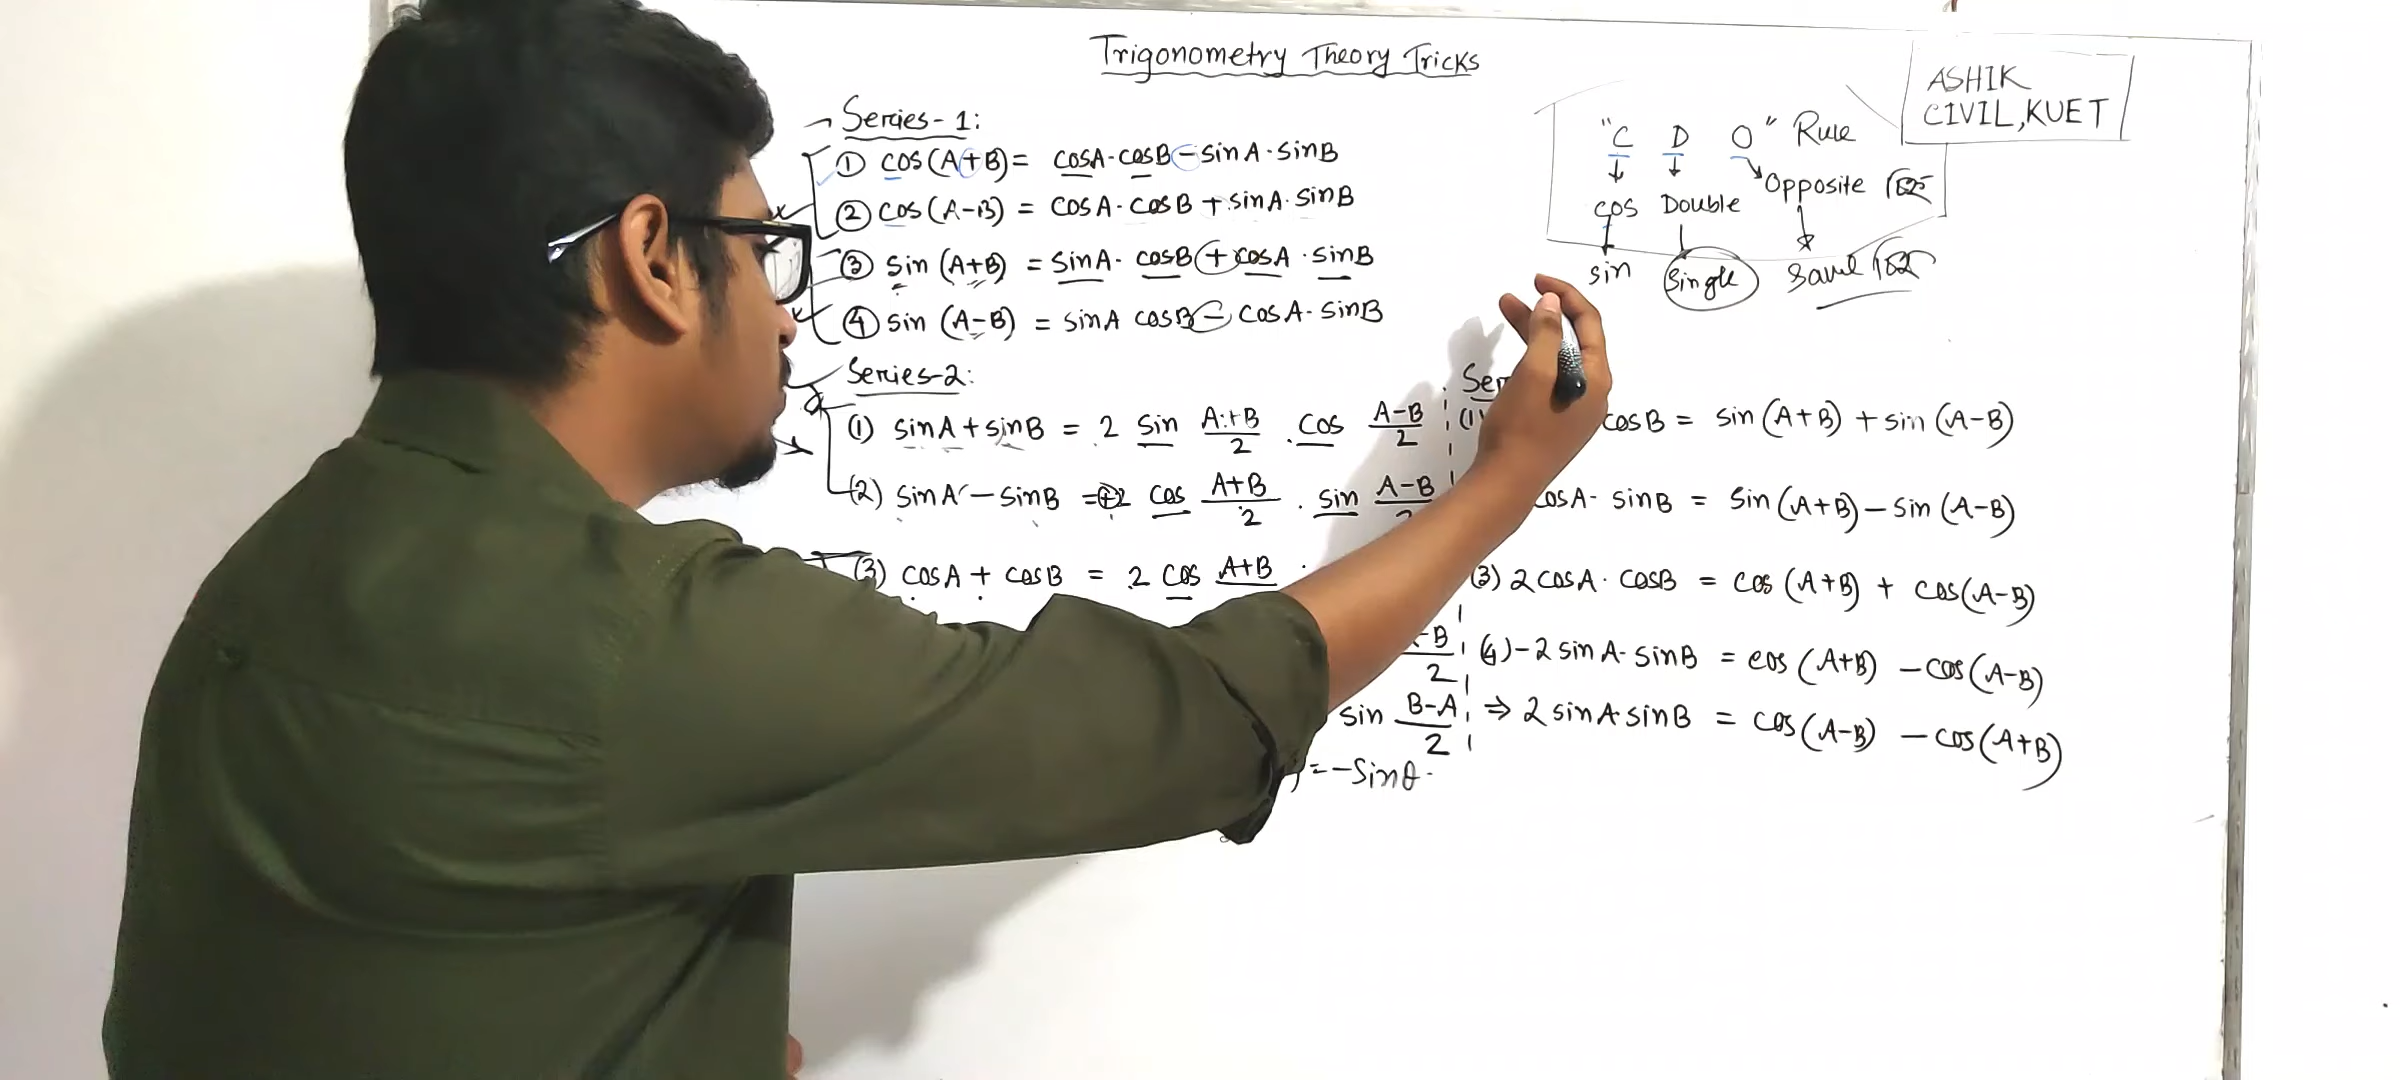 Trigonometry Theory Tricks
ASHIK
CIVIL,KUET
"C D O" Rule
cos Double Opposite
sin Single
Series-1:
① cos(A+B)= cosA·cosB-sinA·sinB
② cos(A-B) = cosA·cosB+sinA·sinB
③ sin (A+B) = sinA· cosB+cosA·sinB
④ sin (A-B) = sinA cosB-cosA·sinB
Series-2:
(1) sinA+sinB = 2 sin A+B/2 .cos A-B/2
(2) sinA-sinB = 2 cos A+B/2 . sin A-B
(3) cosA + cosB = 2 cos A+B
-B/2
sin B-A/2
=-Sinθ
cosB = sin(A+B) +sin (A-B)
cosA· sinB = sin(A+B)-sin (A-B)
(3) 2cosA· cosB = cos (A+B) + cos(A-B)
(4)-2 sinA· sinB = cos (A+B) -cos(A-B)
⇒ 2 sinA sinB = cos(A-B) -cos(A+B)